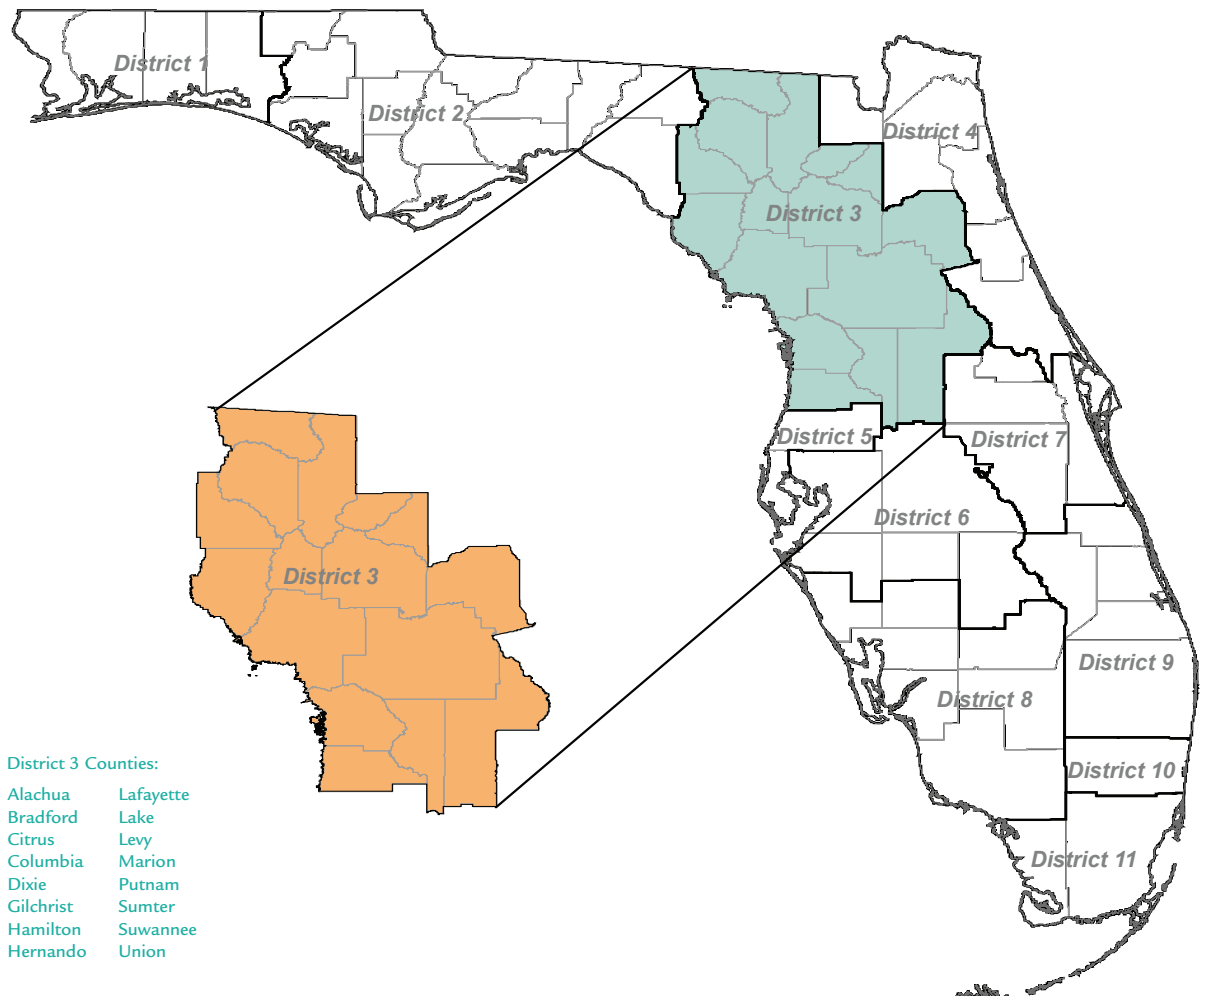 District 1
District 2
District 4
District 3
District 5
District 7
District 6
District 3
District 9
District 8
District 10
District 11
District 3 Counties:
Alachua Lafayette
Bradford Lake
Citrus Levy
Columbia Marion
Dixie Putnam
Gilchrist Sumter
Hamilton Suwannee
Hernando Union